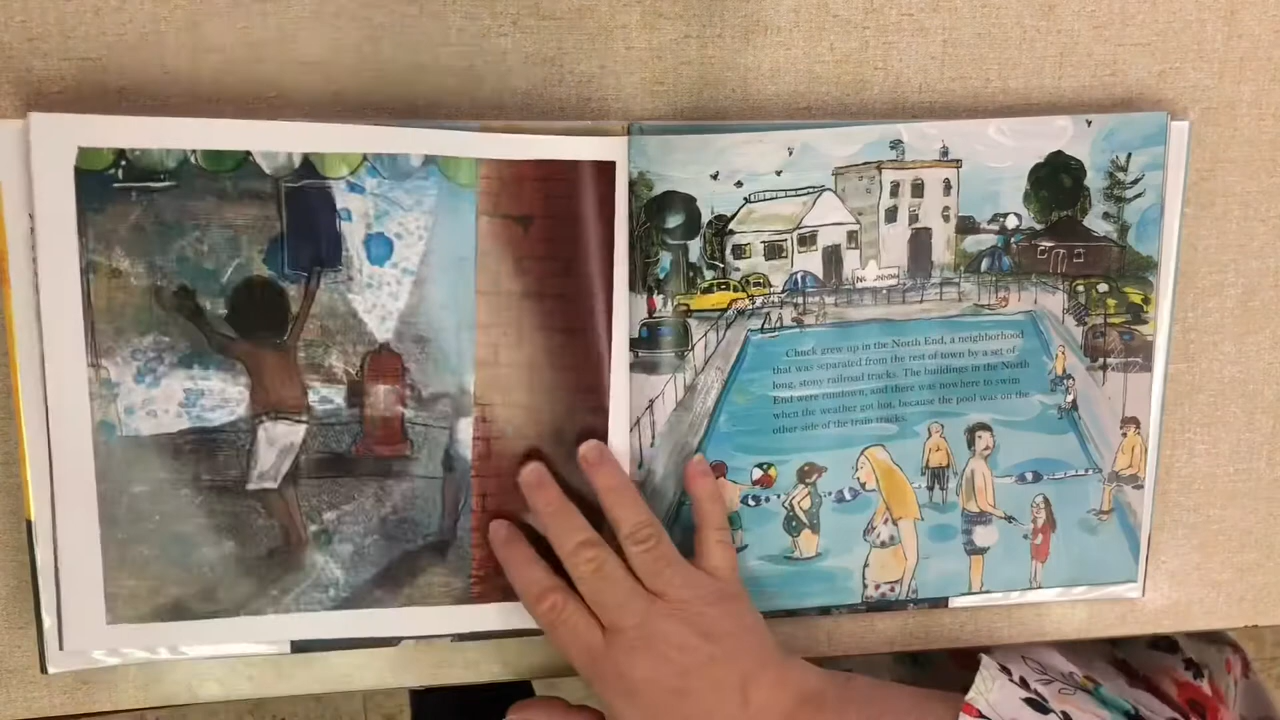 Chuck grew up in the North End, a neighborhood
that was separated from the rest of town by a set of
long, stony railroad tracks. The buildings in the North
End were rundown, and there was nowhere to swim
when the weather got hot, because the pool was on the
other side of the train tracks.